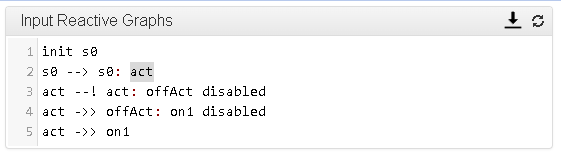 Input Reactive Graphs
1 init s0
2 s0 --> s0: act
3 act --! act: offAct disabled
4 act ->> offAct: on1 disabled
5 act ->> on1